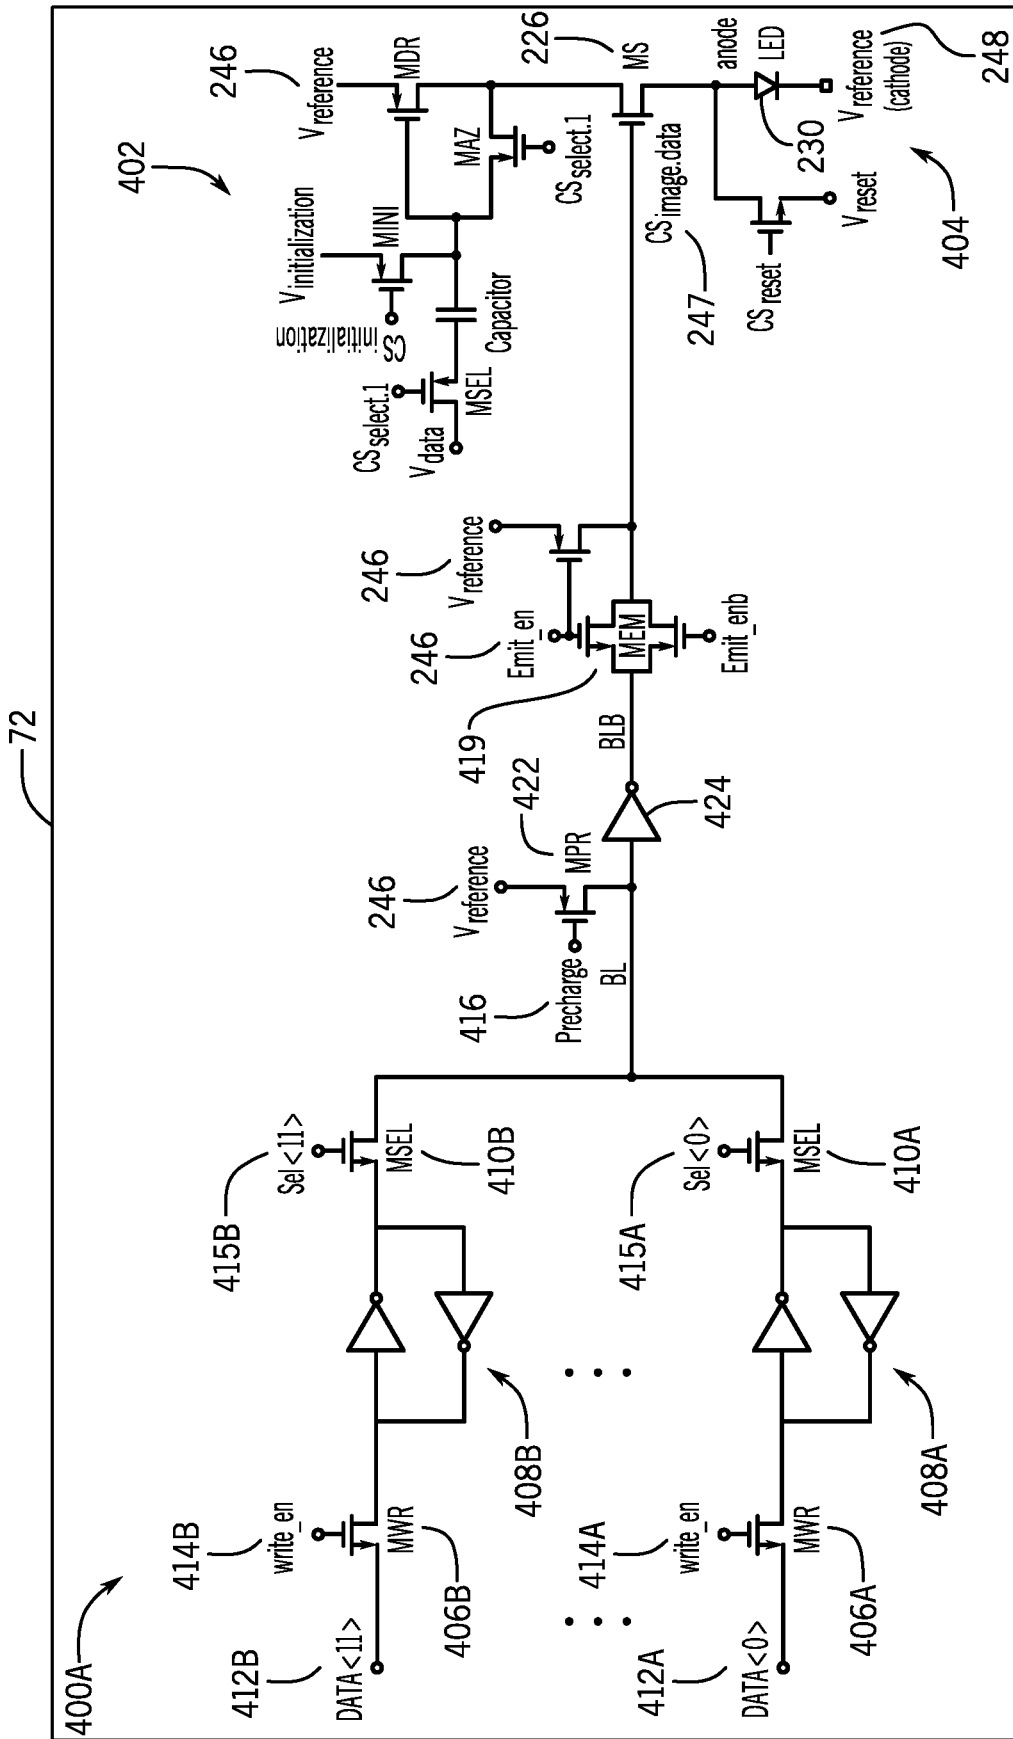 72
400A
402
412B
DATA<11>
414B
write_en
MWR
406B
408B
415B
Sel<11>
MSEL
410B
412A
DATA<0>
414A
write_en
MWR
406A
408A
415A
Sel<0>
MSEL
410A
416
Precharge
BL
246
Vreference
MPR
422
424
BLB
419
246
Emit_en
MEM
Emit_enb
246
Vreference
CSselect.1
Vdata
MSEL
Capacitor
CS
initialization
Vinitialization
MINI
246
Vreference
MDR
MAZ
CSselect.1
226
MS
CSimage.data
247
CSreset
Vreset
anode
LED
230
Vreference
(cathode)
248
404